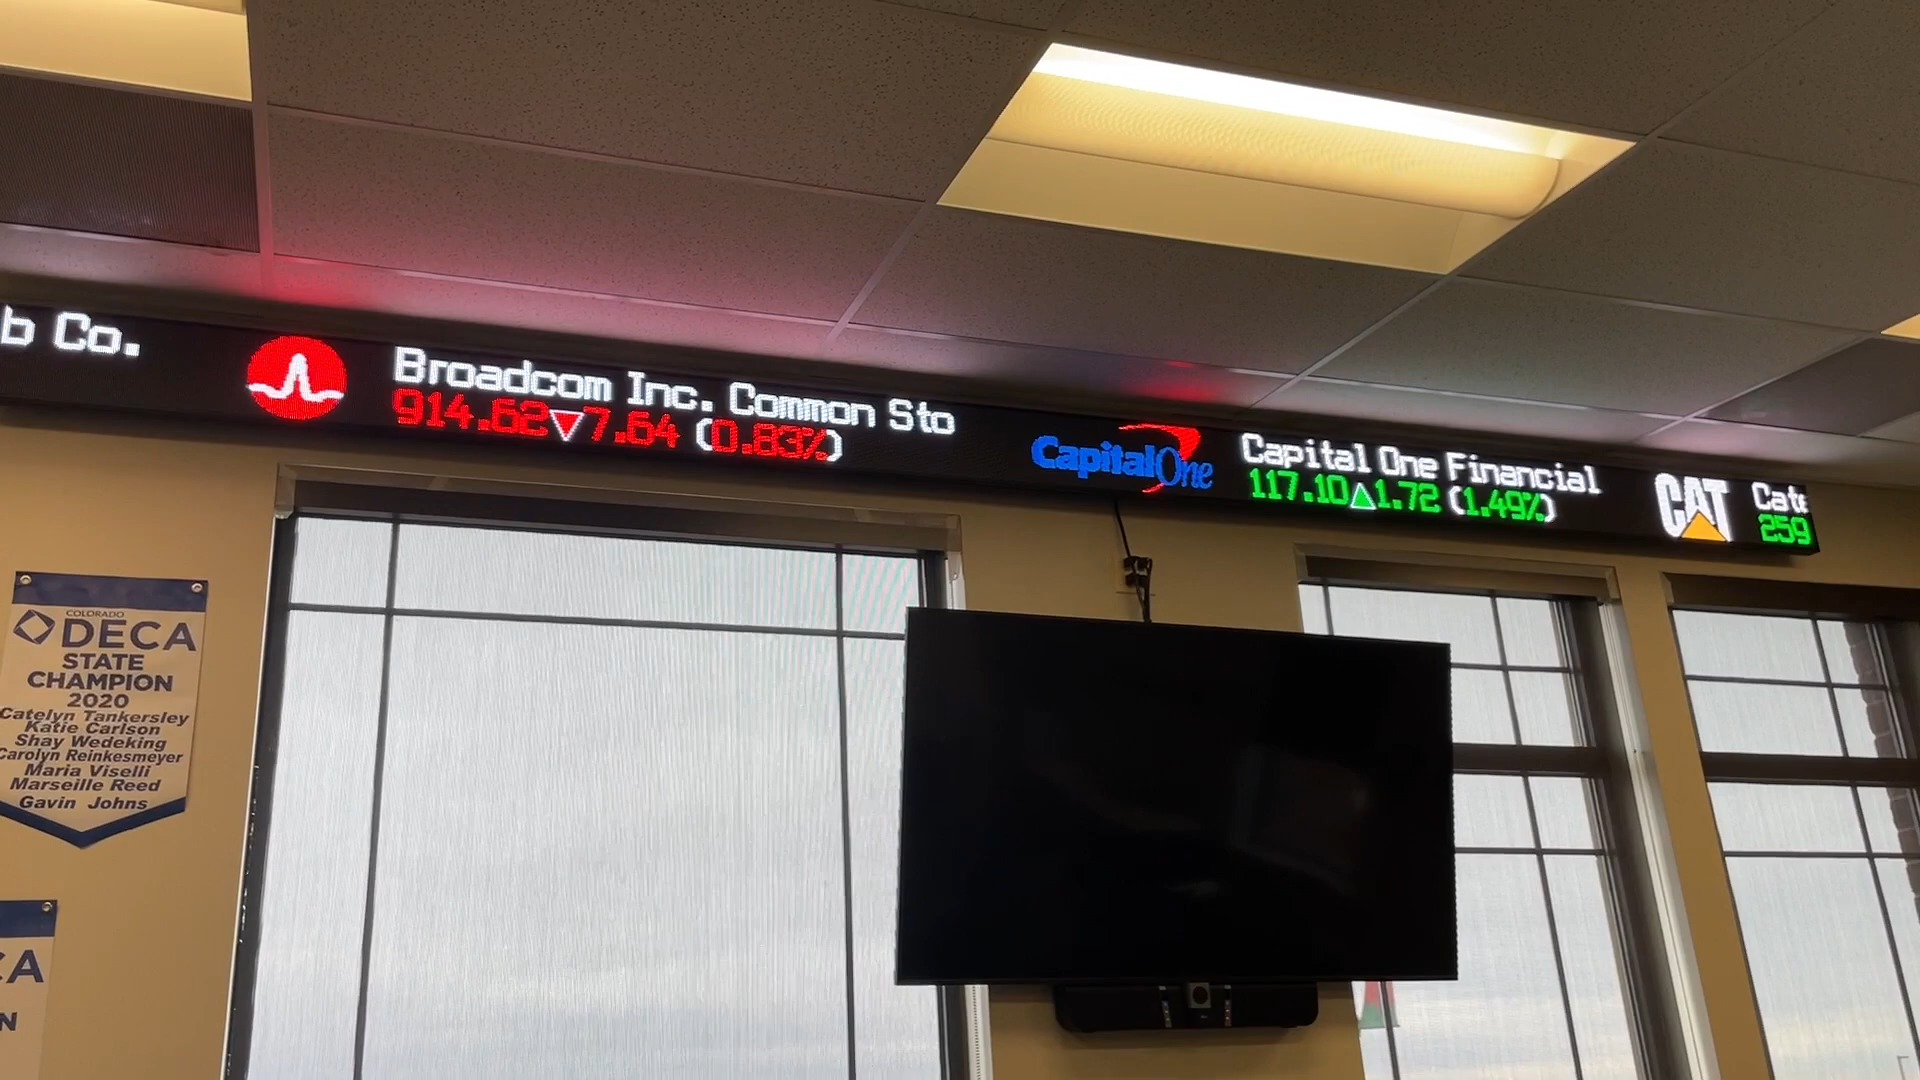 b Co.
Broadcom Inc. Common Sto
914.62▼7.64 (0.83%)
CapitalOne
Capital One Financial
117.10▲1.72 (1.49%)
CAT
Cate
259
COLORADO
DECA
STATE
CHAMPION
2020
Catelyn Tankersley
Katie Carlson
Shay Wedeking
Carolyn Reinkesmeyer
Maria Viselli
Marseille Reed
Gavin Johns
CA
N